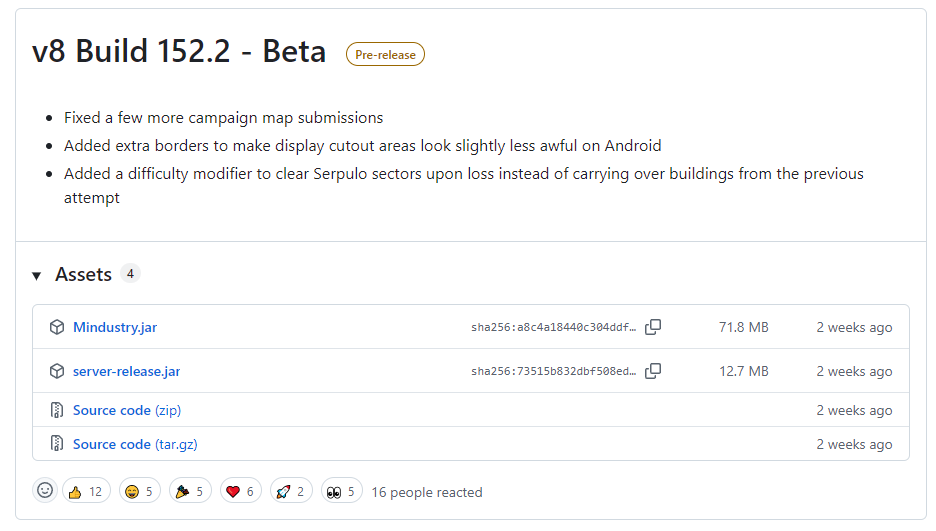 v8 Build 152.2 - Beta Pre-release
Fixed a few more campaign map submissions
Added extra borders to make display cutout areas look slightly less awful on Android
Added a difficulty modifier to clear Serpulo sectors upon loss instead of carrying over buildings from the previous
attempt
Assets 4
Mindustry.jar sha256:a8c4a18440c304ddf… 71.8 MB 2 weeks ago
server-release.jar sha256:73515b832dbf508ed… 12.7 MB 2 weeks ago
Source code (zip) 2 weeks ago
Source code (tar.gz) 2 weeks ago
12 5 5 6 2 5 16 people reacted